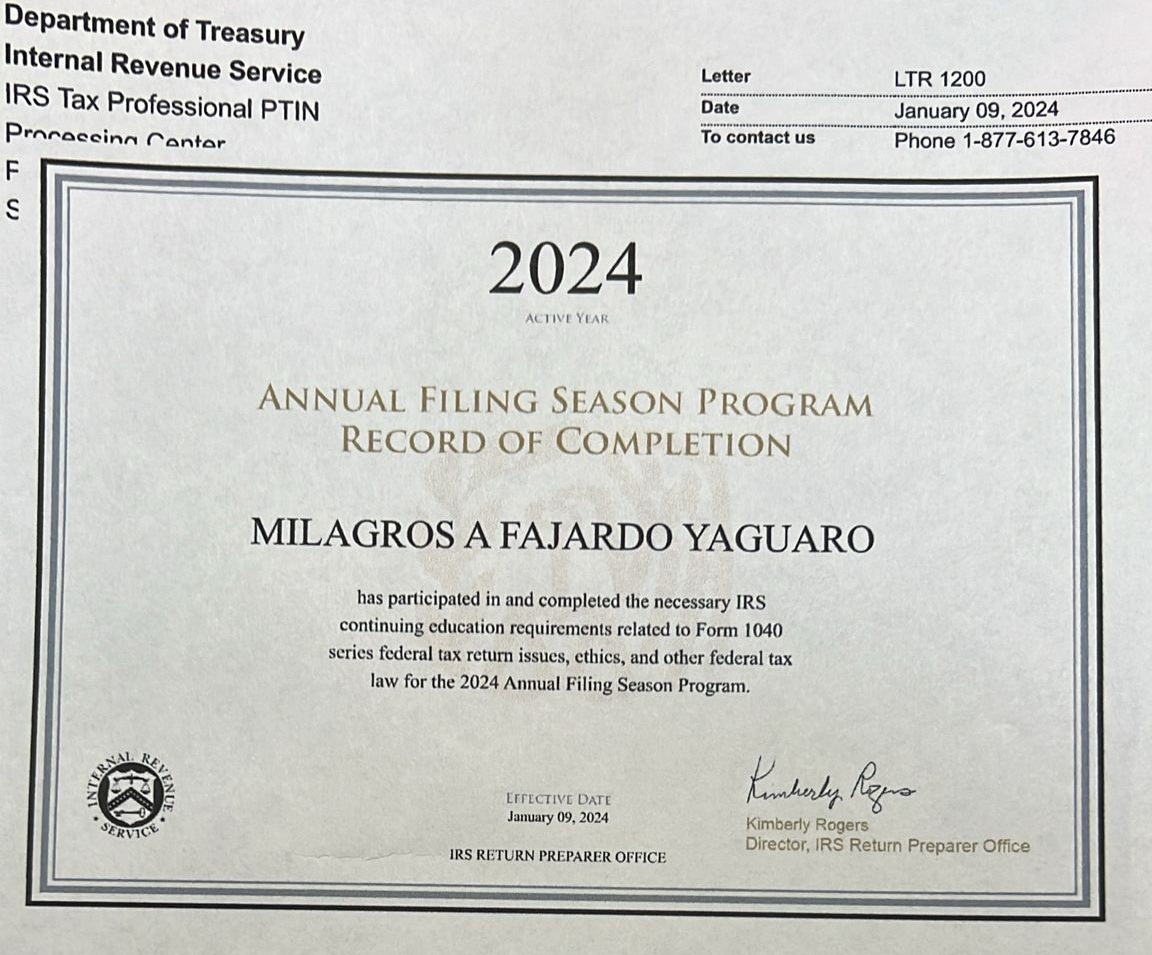 Department of Treasury
Internal Revenue Service
IRS Tax Professional PTIN
Processing Center
F
S
Letter LTR 1200
Date January 09, 2024
To contact us Phone 1-877-613-7846
2024
ACTIVE YEAR
ANNUAL FILING SEASON PROGRAM
RECORD OF COMPLETION
MILAGROS A FAJARDO YAGUARO
has participated in and completed the necessary IRS
continuing education requirements related to Form 1040
series federal tax return issues, ethics, and other federal tax
law for the 2024 Annual Filing Season Program.
INTERNAL REVENUE
SERVICE
EFFECTIVE DATE
January 09, 2024
IRS RETURN PREPARER OFFICE
Kimberly Rogers
Kimberly Rogers
Director, IRS Return Preparer Office